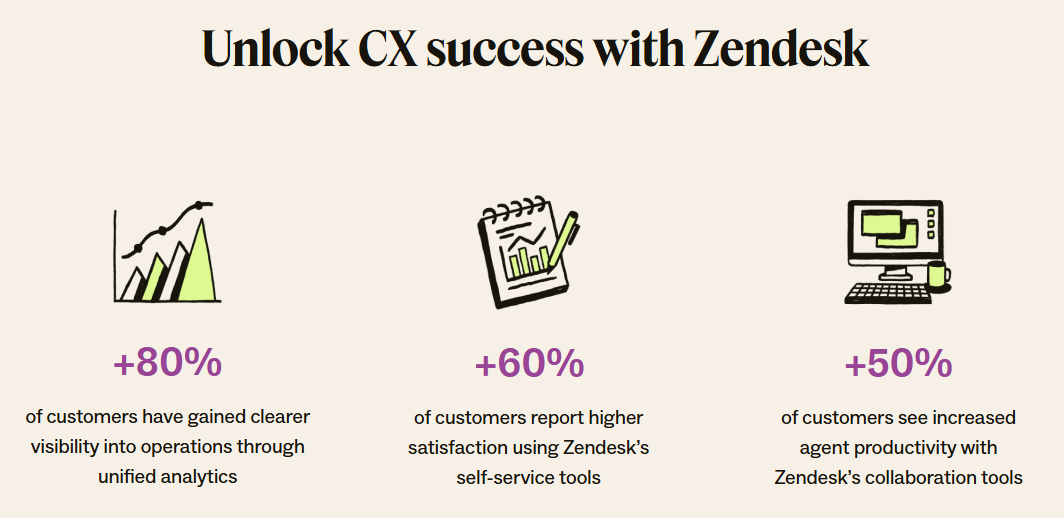 Unlock CX success with Zendesk
+80%
of customers have gained clearer
visibility into operations through
unified analytics
+60%
of customers report higher
satisfaction using Zendesk’s
self-service tools
+50%
of customers see increased
agent productivity with
Zendesk’s collaboration tools